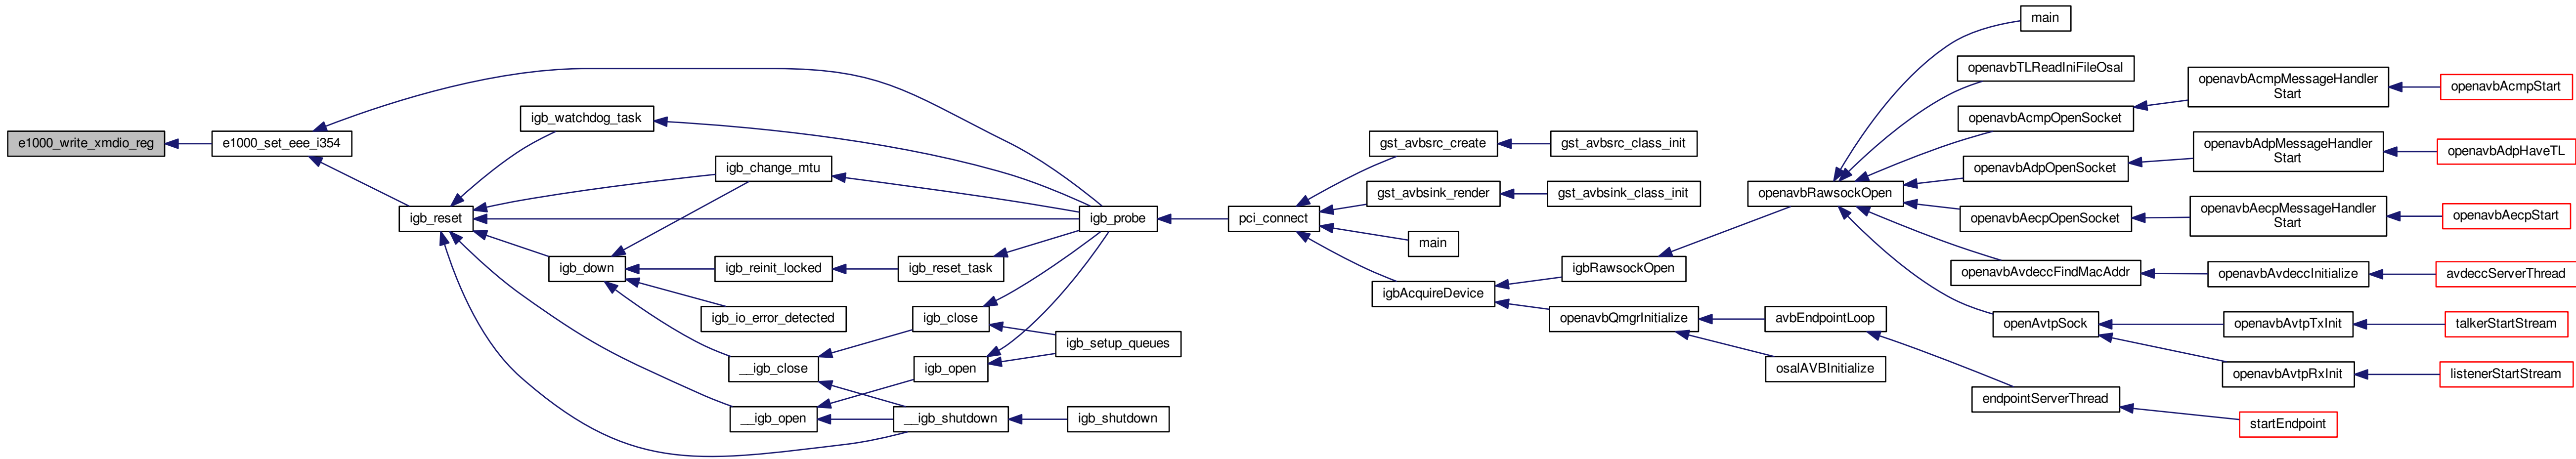 e1000_write_xmdio_reg
e1000_set_eee_i354
igb_reset
igb_watchdog_task
igb_change_mtu
igb_down
igb_reinit_locked
igb_reset_task
igb_io_error_detected
__igb_close
igb_close
igb_open
igb_setup_queues
__igb_open
__igb_shutdown
igb_shutdown
igb_probe
pci_connect
gst_avbsrc_create
gst_avbsrc_class_init
gst_avbsink_render
gst_avbsink_class_init
main
igbAcquireDevice
igbRawsockOpen
openavbQmgrInitialize
avbEndpointLoop
osalAVBInitialize
endpointServerThread
startEndpoint
openavbRawsockOpen
main
openavbTLReadIniFileOsal
openavbAcmpOpenSocket
openavbAcmpMessageHandler
Start
openavbAcmpStart
openavbAdpOpenSocket
openavbAdpMessageHandler
Start
openavbAdpHaveTL
openavbAecpOpenSocket
openavbAecpMessageHandler
Start
openavbAecpStart
openavbAvdeccFindMacAddr
openavbAvdeccInitialize
avdeccServerThread
openAvtpSock
openavbAvtpTxInit
talkerStartStream
openavbAvtpRxInit
listenerStartStream